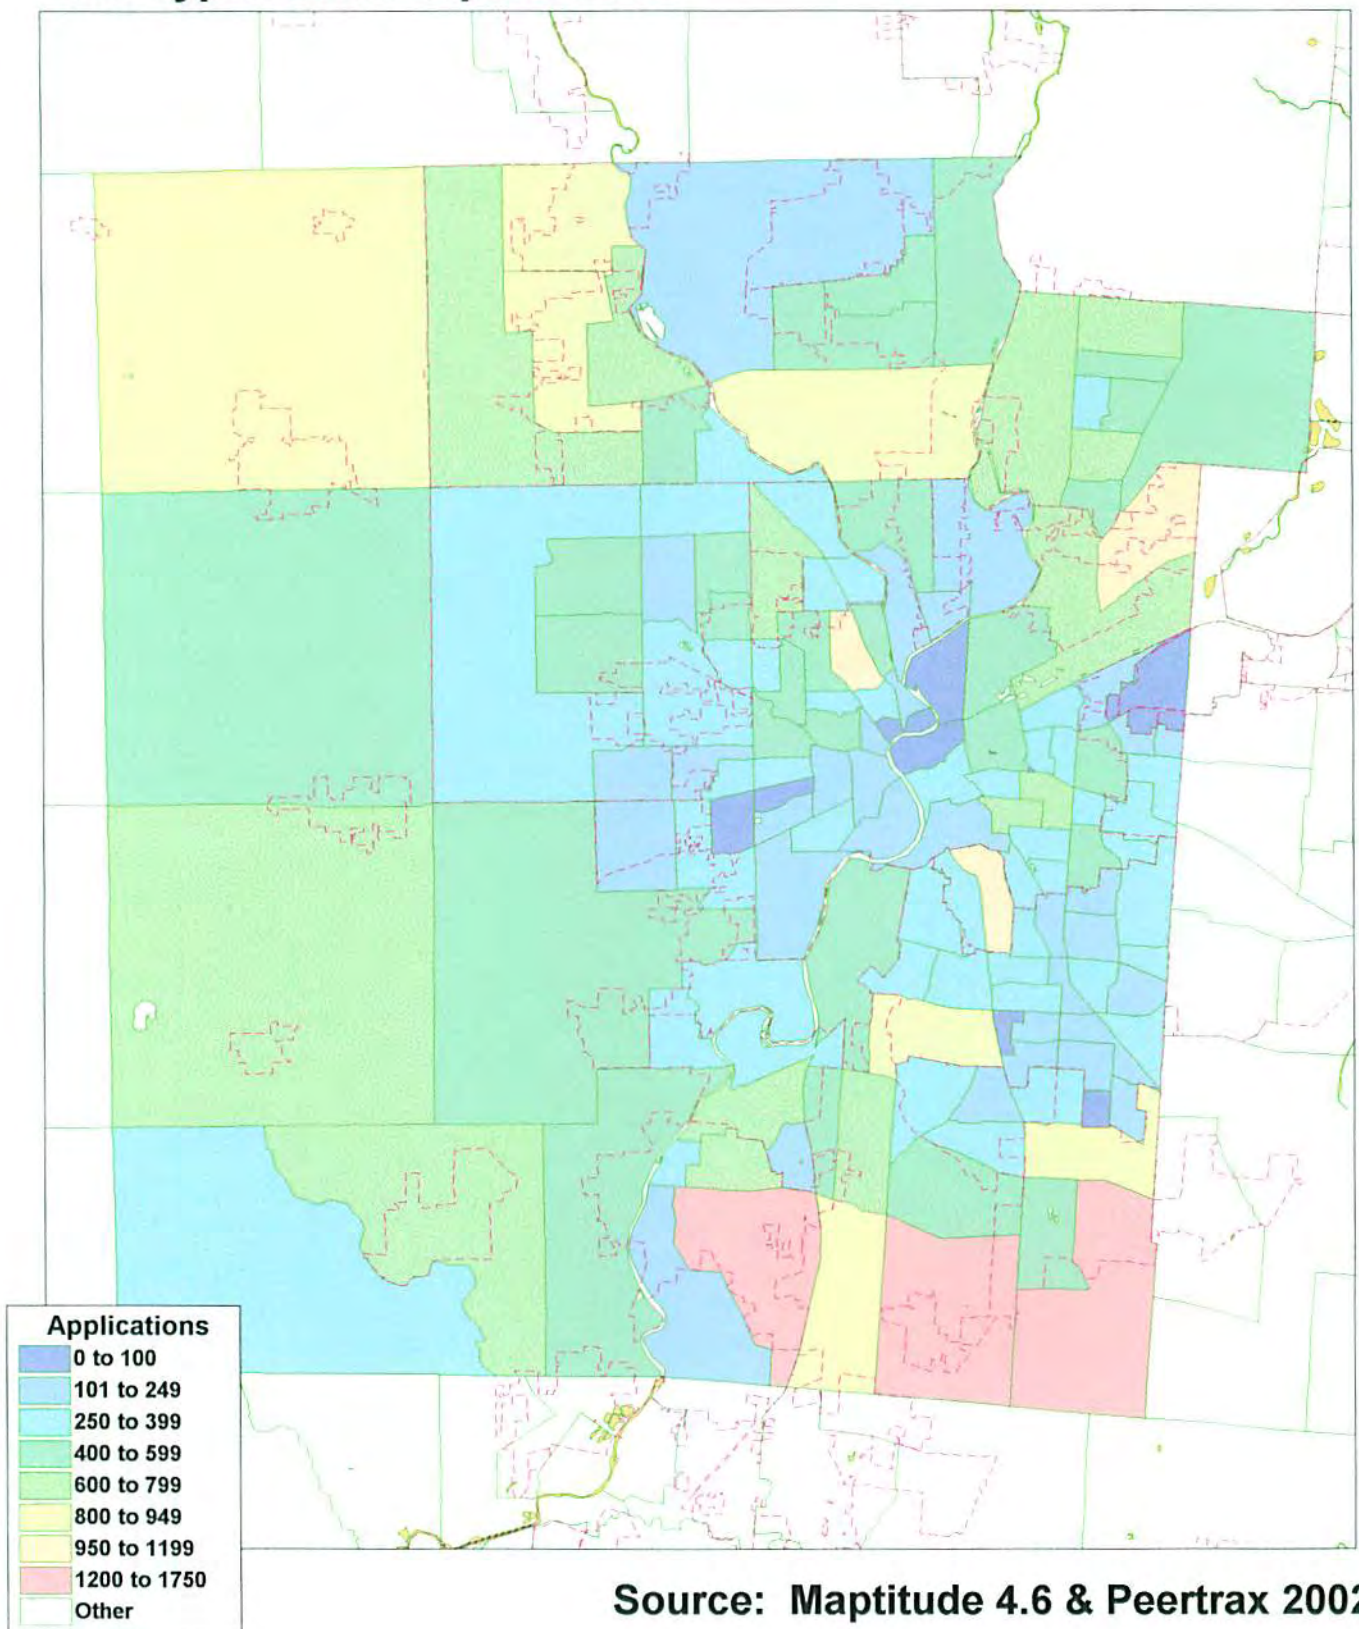 Applications
0 to 100
101 to 249
250 to 399
400 to 599
600 to 799
800 to 949
950 to 1199
1200 to 1750
Other
Source: Maptitude 4.6 & Peertrax 2002